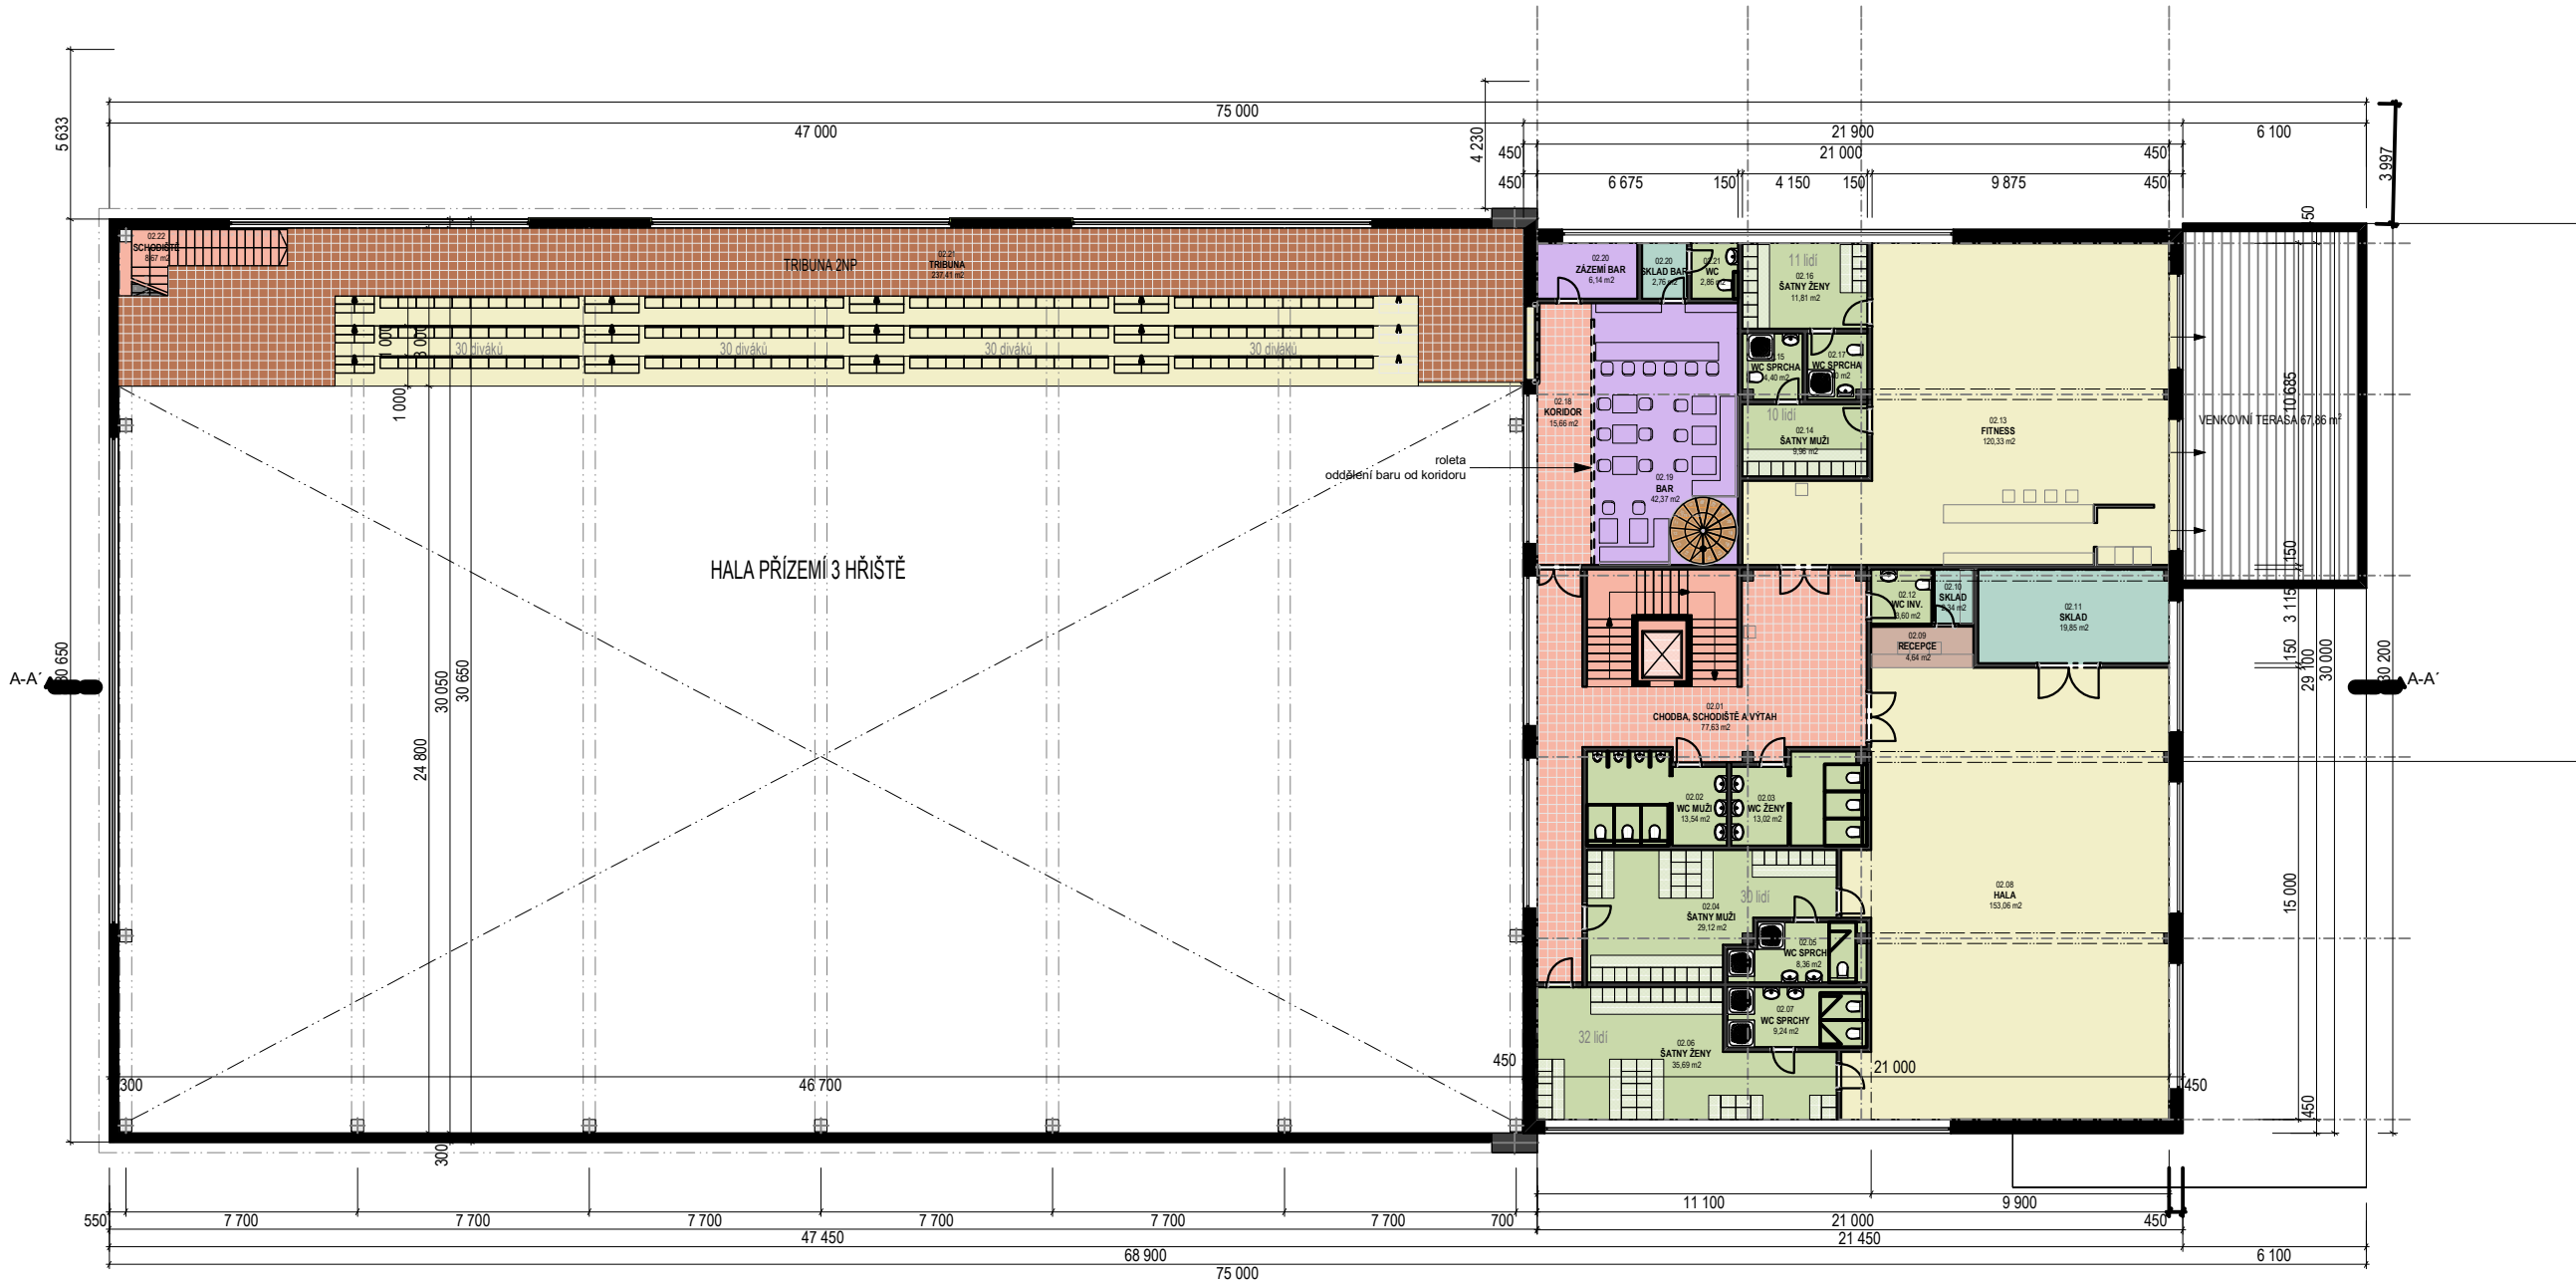 75 000
47 000
21 900
6 100
5 633
4 230
3 997
450
21 000
450
450
6 675
150
4 150
150
9 875
450
02.22
SCHODIŠTĚ
8,67 m2
TRIBUNA 2NP
02.21
TRIBUNA
237,41 m2
30 diváků
30 diváků
30 diváků
30 diváků
1 000
02.20
ZÁZEMÍ BAR
6,14 m2
02.20
SKLAD BAR
2,76 m2
02.21
WC
2,86 m2
11 lidí
02.16
ŠATNY ŽENY
11,81 m2
WC SPRCHA
4,40 m2
02.17
WC SPRCHA
10 lidí
02.14
ŠATNY MUŽI
9,96 m2
02.18
KORIDOR
15,66 m2
roleta
oddělení baru od koridoru
02.19
BAR
42,37 m2
02.13
FITNESS
120,33 m2
VENKOVNÍ TERASA 67,86 m2
10 685
HALA PŘÍZEMÍ 3 HŘIŠTĚ
02.12
WC INV.
3,60 m2
02.10
SKLAD
02.11
SKLAD
19,85 m2
02.09
RECEPCE
4,64 m2
150
3 115
150
29 100
30 000
30 200
A-A´
30 650
30 050
30 650
24 800
A-A´
02.01
CHODBA, SCHODIŠTĚ A VÝTAH
77,63 m2
02.02
WC MUŽI
13,54 m2
02.03
WC ŽENY
13,02 m2
02.08
HALA
153,06 m2
15 000
30 lidí
02.04
ŠATNY MUŽI
29,12 m2
02.05
WC SPRCHY
8,36 m2
02.07
WC SPRCHY
9,24 m2
32 lidí
02.06
ŠATNY ŽENY
35,69 m2
450
300
46 700
21 000
450
450
300
11 100
9 900
550
7 700
7 700
7 700
7 700
7 700
7 700
700
21 000
450
47 450
21 450
68 900
6 100
75 000